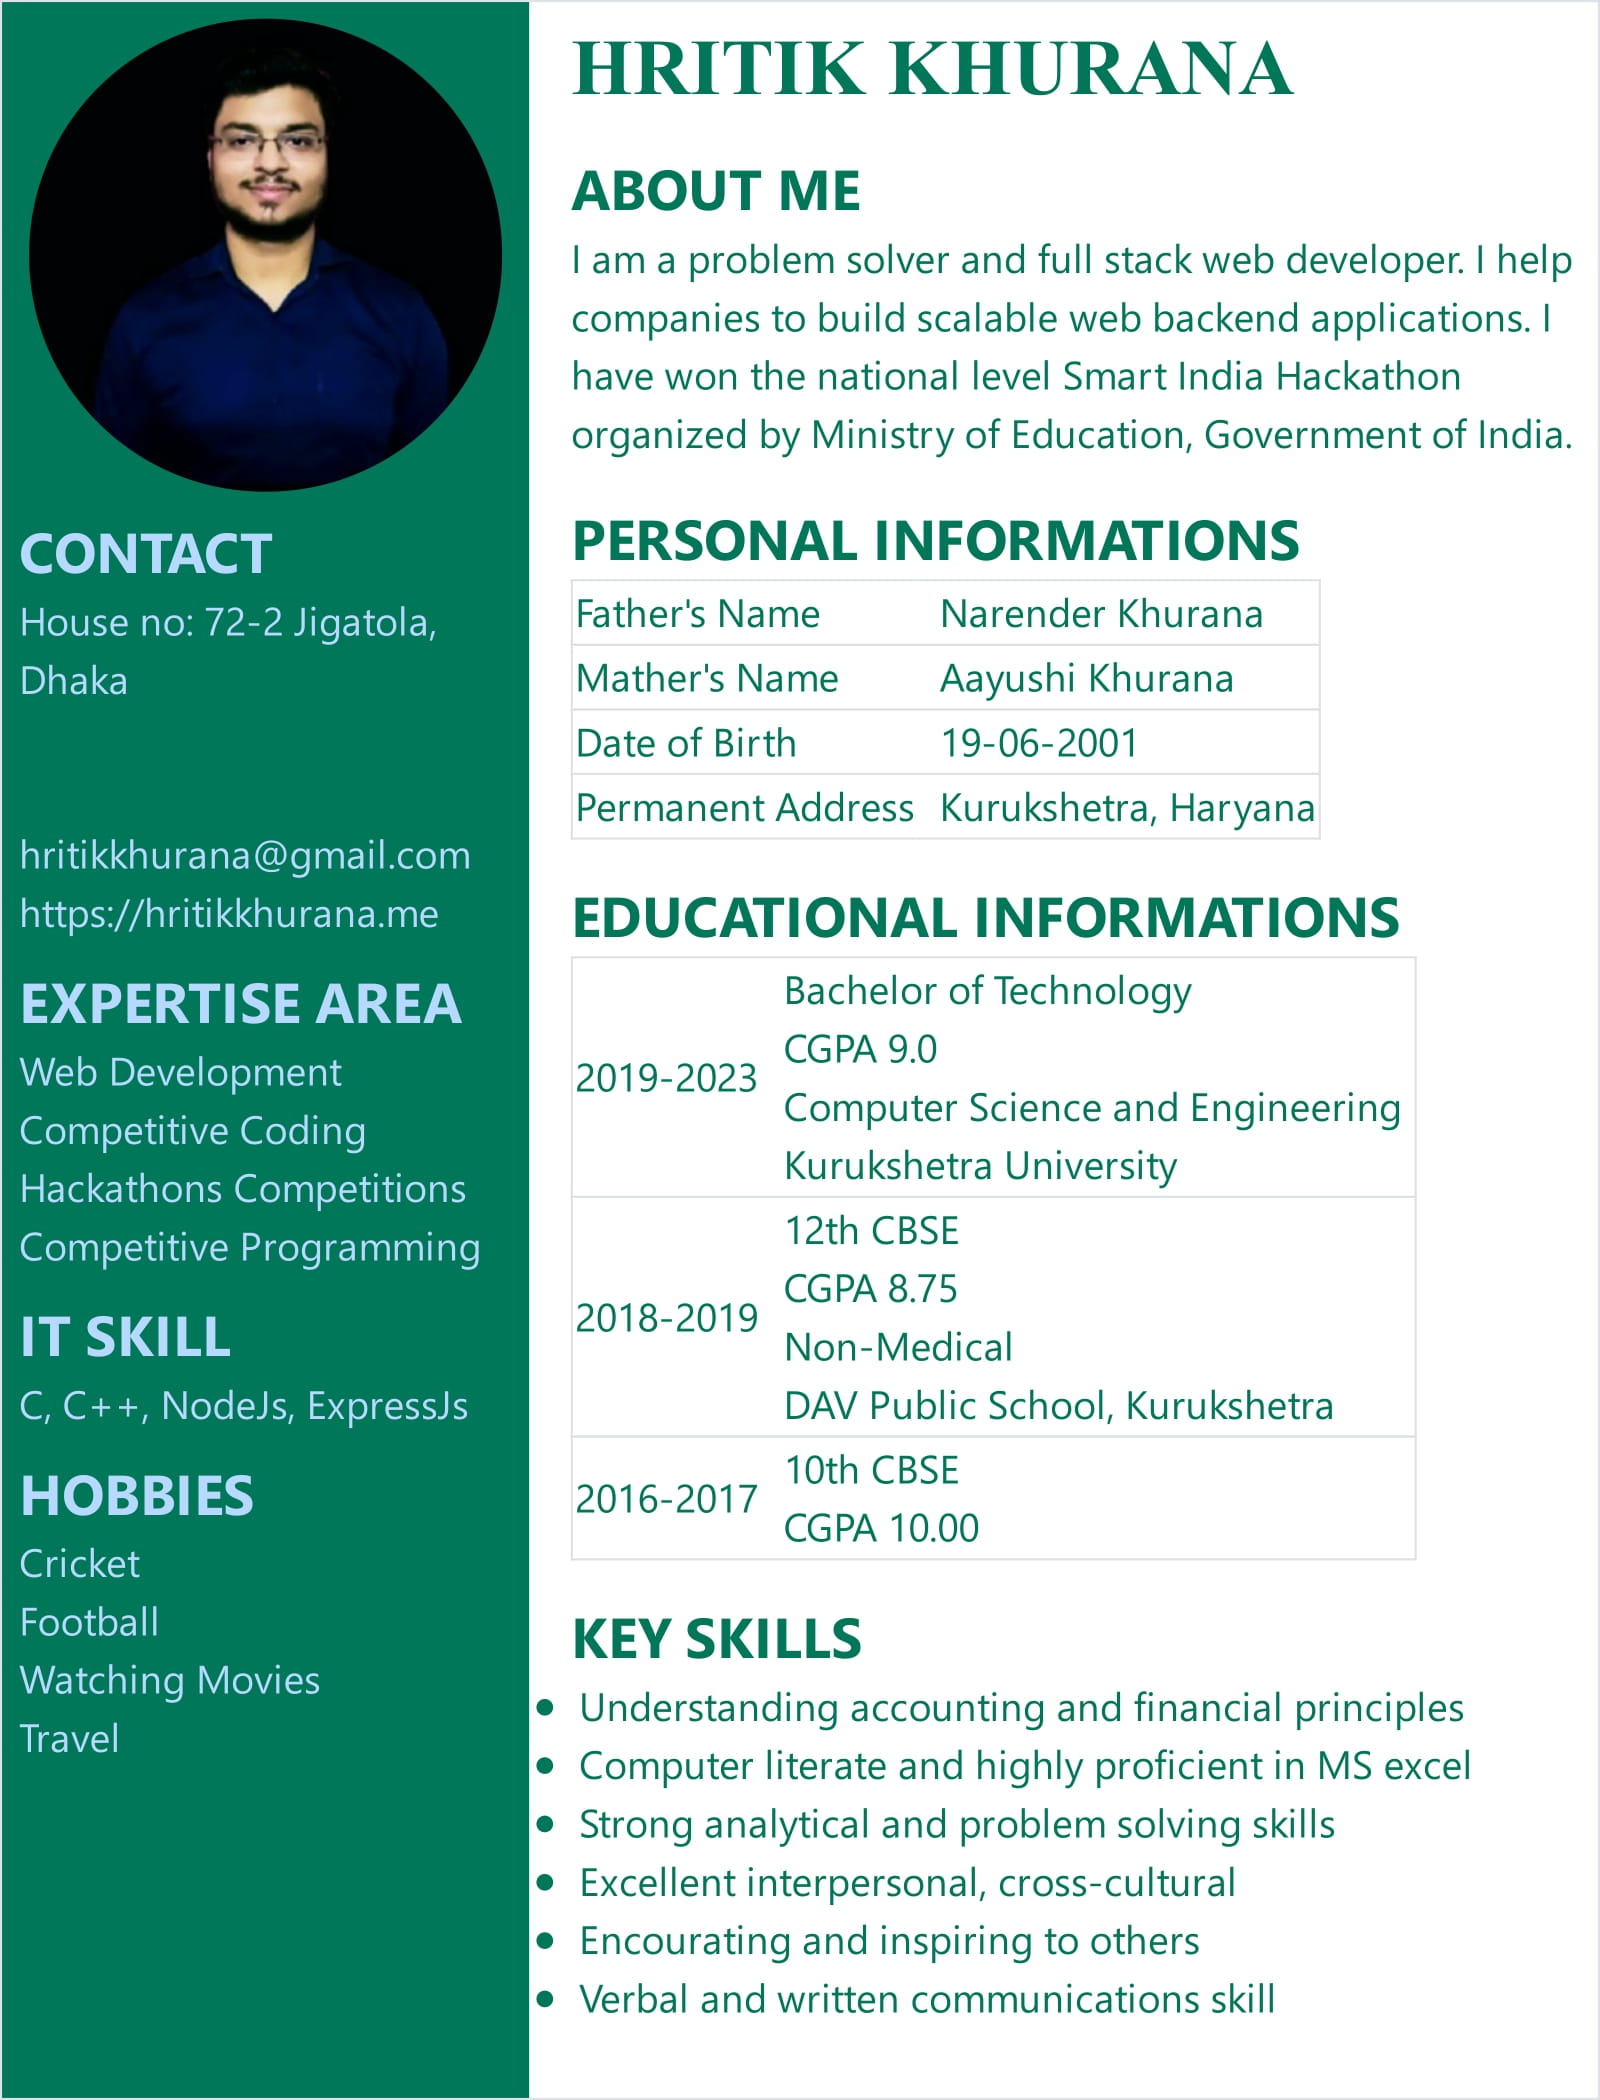 HRITIK KHURANA
ABOUT ME
I am a problem solver and full stack web developer. I help
companies to build scalable web backend applications. I
have won the national level Smart India Hackathon
organized by Ministry of Education, Government of India.
PERSONAL INFORMATIONS
Father's Name Narender Khurana
Mather's Name Aayushi Khurana
Date of Birth 19-06-2001
Permanent Address Kurukshetra, Haryana
EDUCATIONAL INFORMATIONS
2019-2023
Bachelor of Technology
CGPA 9.0
Computer Science and Engineering
Kurukshetra University
2018-2019
12th CBSE
CGPA 8.75
Non-Medical
DAV Public School, Kurukshetra
2016-2017
10th CBSE
CGPA 10.00
KEY SKILLS
• Understanding accounting and financial principles
• Computer literate and highly proficient in MS excel
• Strong analytical and problem solving skills
• Excellent interpersonal, cross-cultural
• Encourating and inspiring to others
• Verbal and written communications skill
CONTACT
House no: 72-2 Jigatola,
Dhaka
hritikkhurana@gmail.com
https://hritikkhurana.me
EXPERTISE AREA
Web Development
Competitive Coding
Hackathons Competitions
Competitive Programming
IT SKILL
C, C++, NodeJs, ExpressJs
HOBBIES
Cricket
Football
Watching Movies
Travel